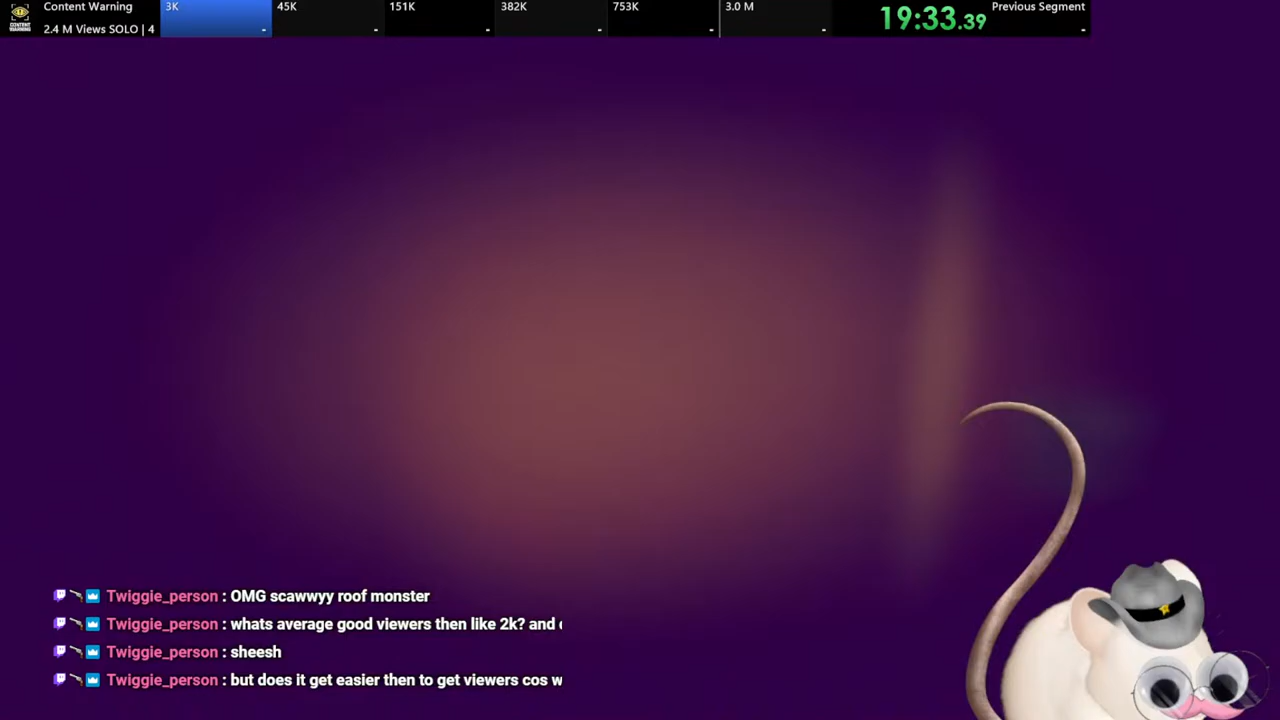 Content Warning
2.4 M Views SOLO | 4
3K
-
45K
-
151K
-
382K
-
753K
-
3.0 M
-
19:33.39
Previous Segment
-
CONTENT WARNING
Twiggie_person : OMG scawwyy roof monster
Twiggie_person : whats average good viewers then like 2k? and
Twiggie_person : sheesh
Twiggie_person : but does it get easier then to get viewers cos w